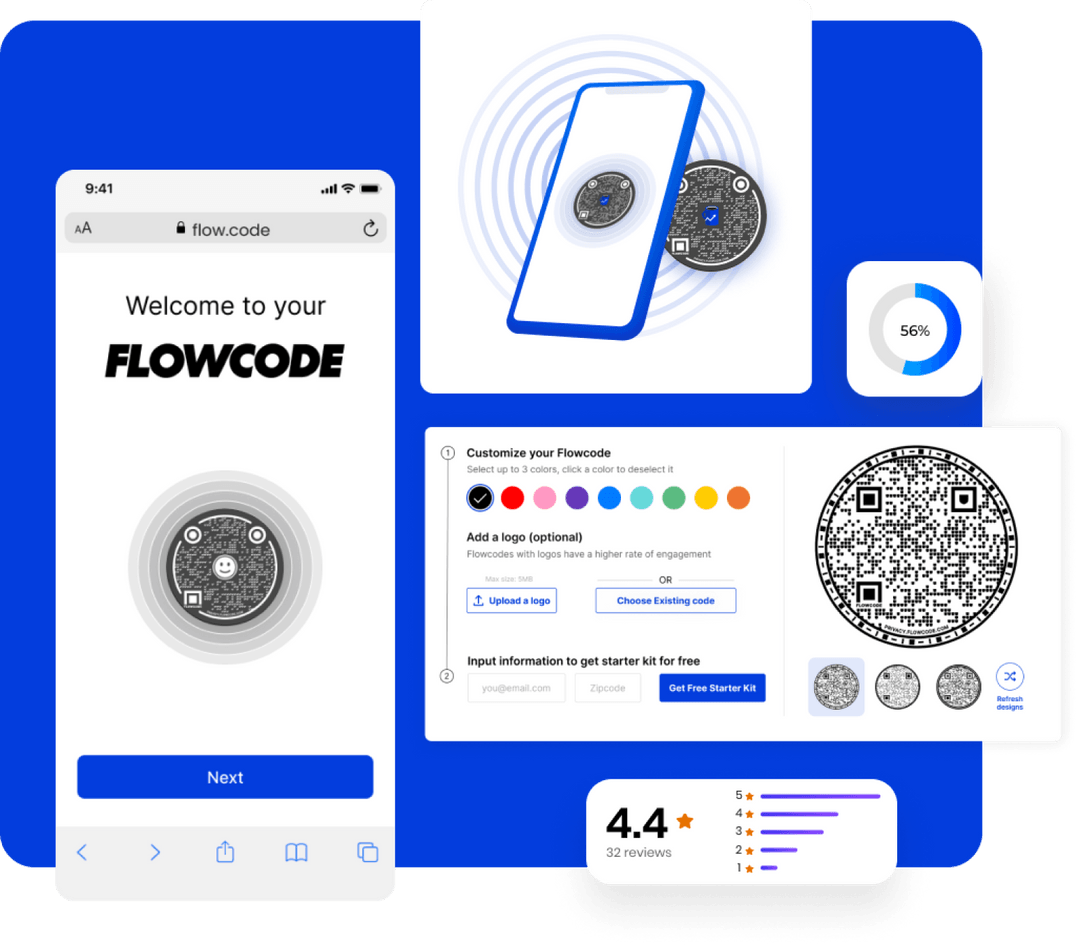 9:41
AA
flow.code
Welcome to your
FLOWCODE
FLOWCODE
Next
56%
1
Customize your Flowcode
Select up to 3 colors, click a color to deselect it
Add a logo (optional)
Flowcodes with logos have a higher rate of engagement
Max size: 5MB
OR
Upload a logo
Choose Existing code
2
Input information to get starter kit for free
you@email.com
Zipcode
Get Free Starter Kit
FLOWCODE
PRIVACY.FLOWCODE.COM
Refresh
designs
4.4
32 reviews
5
4
3
2
1